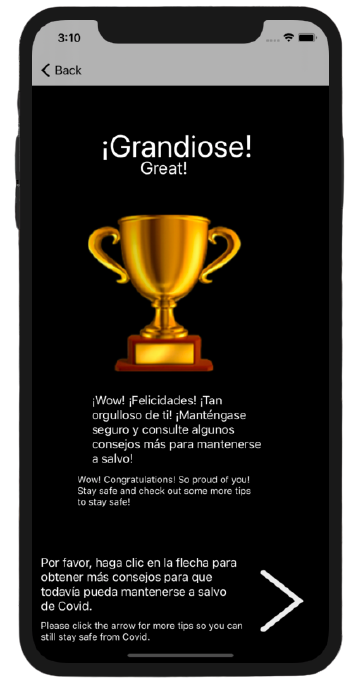 3:10
Back
¡Grandiose!
Great!
¡Wow! ¡Felicidades! ¡Tan
orgulloso de ti! ¡Manténgase
seguro y consulte algunos
consejos más para mantenerse
a salvo!
Wow! Congratulations! So proud of you!
Stay safe and check out some more tips
to stay safe!
Por favor, haga clic en la flecha para
obtener más consejos para que
todavía pueda mantenerse a salvo
de Covid.
Please click the arrow for more tips so you can
still stay safe from Covid.